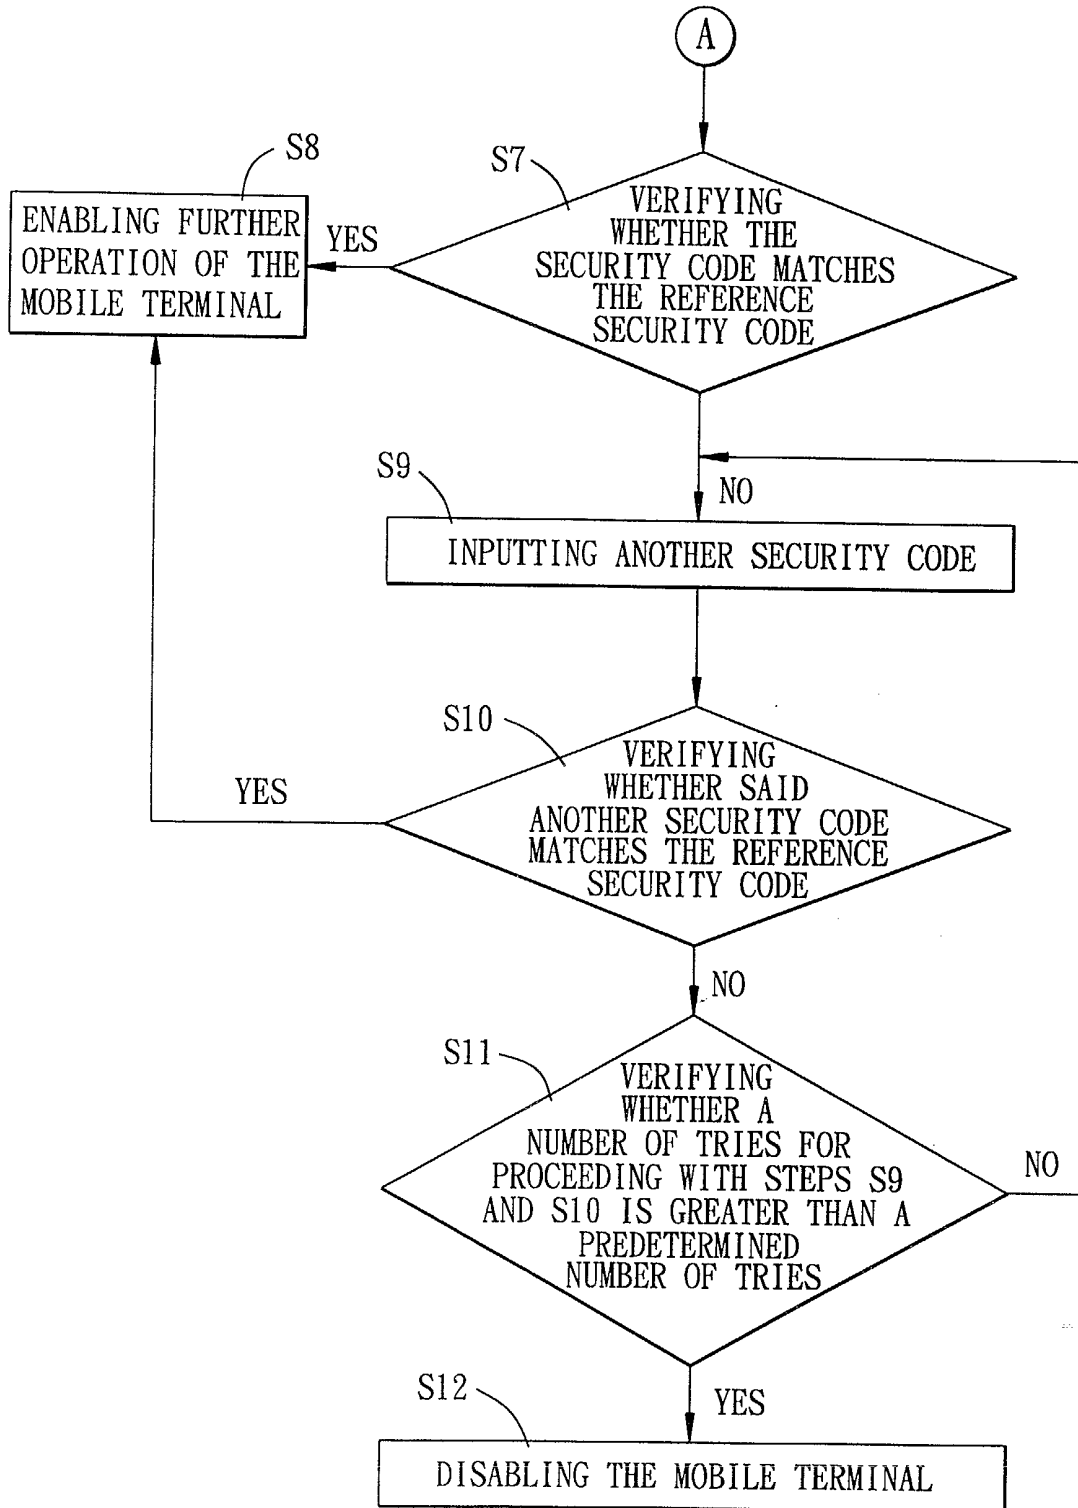 A
S8
S7
ENABLING FURTHER
OPERATION OF THE
MOBILE TERMINAL
YES
VERIFYING
WHETHER THE
SECURITY CODE MATCHES
THE REFERENCE
SECURITY CODE
S9
NO
INPUTTING ANOTHER SECURITY CODE
S10
YES
VERIFYING
WHETHER SAID
ANOTHER SECURITY CODE
MATCHES THE REFERENCE
SECURITY CODE
NO
S11
VERIFYING
WHETHER A
NUMBER OF TRIES FOR
PROCEEDING WITH STEPS S9
AND S10 IS GREATER THAN A
PREDETERMINED
NUMBER OF TRIES
NO
S12
YES
DISABLING THE MOBILE TERMINAL